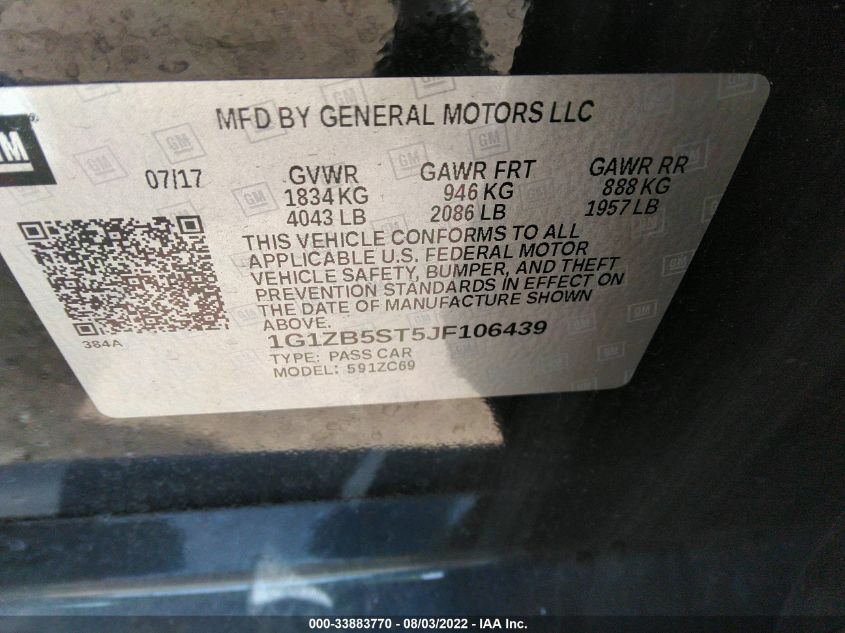 MFD BY GENERAL MOTORS LLC
GM
07/17
GVWR GAWR FRT GAWR RR
1834 KG 946 KG 888 KG
4043 LB 2086 LB 1957 LB
THIS VEHICLE CONFORMS TO ALL
APPLICABLE U.S. FEDERAL MOTOR
VEHICLE SAFETY, BUMPER, AND THEFT
PREVENTION STANDARDS IN EFFECT ON
THE DATE OF MANUFACTURE SHOWN
ABOVE.
384A
1G1ZB5ST5JF106439
TYPE: PASS CAR
MODEL: 591ZC69
000-33883770 - 08/03/2022 - IAA Inc.